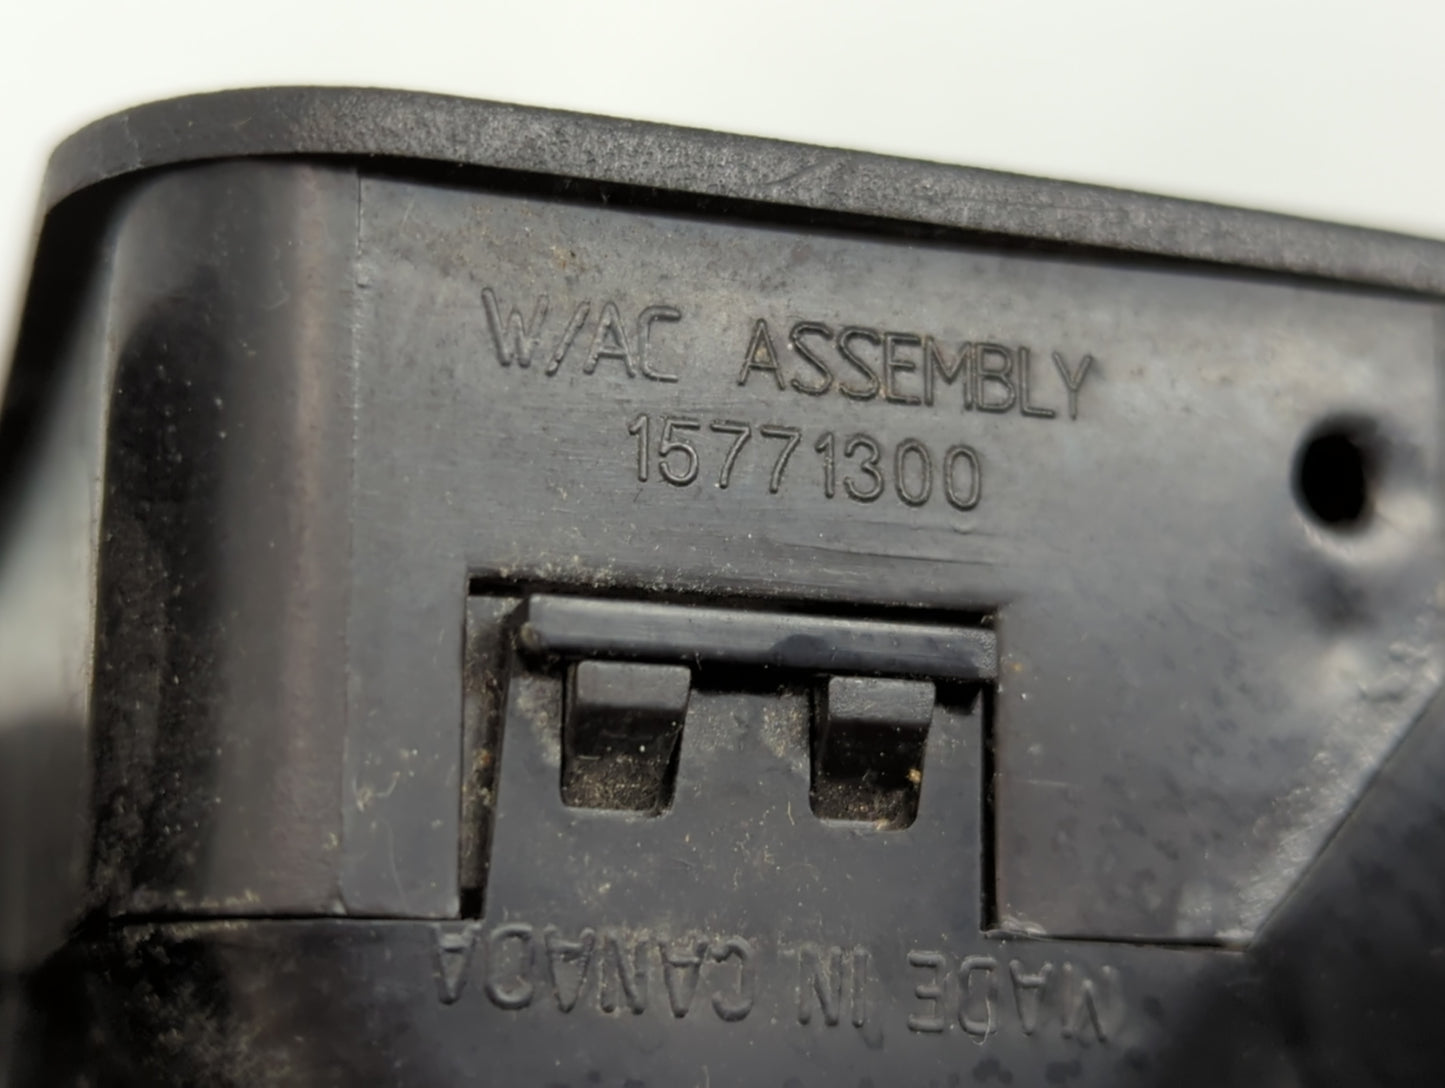 W/AC ASSEMBLY
15771300
MADE IN CANADA